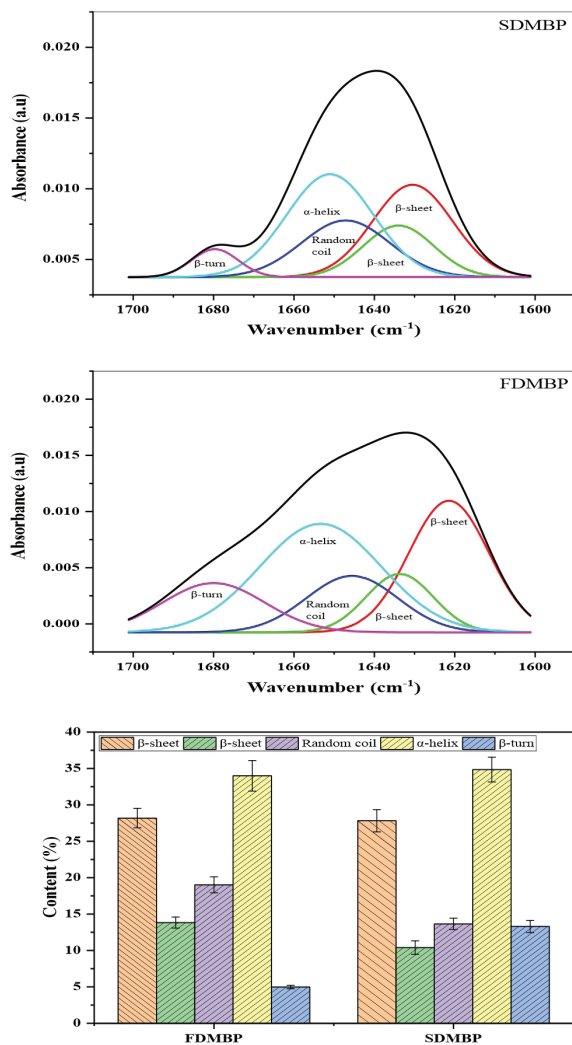 SDMBP
0.020
0.015
0.010
0.005
Absorbance (a.u)
α-helix
β-sheet
Random
coil
β-turn
β-sheet
1700 1680 1660 1640 1620 1600
Wavenumber (cm⁻¹)
FDMBP
0.020
0.015
0.010
0.005
0.000
Absorbance (a.u)
β-sheet
α-helix
β-turn
Random
coil
β-sheet
1700 1680 1660 1640 1620 1600
Wavenumber (cm⁻¹)
β-sheet β-sheet Random coil α-helix β-turn
40
35
30
25
20
15
10
5
0
Content (%)
FDMBP SDMBP